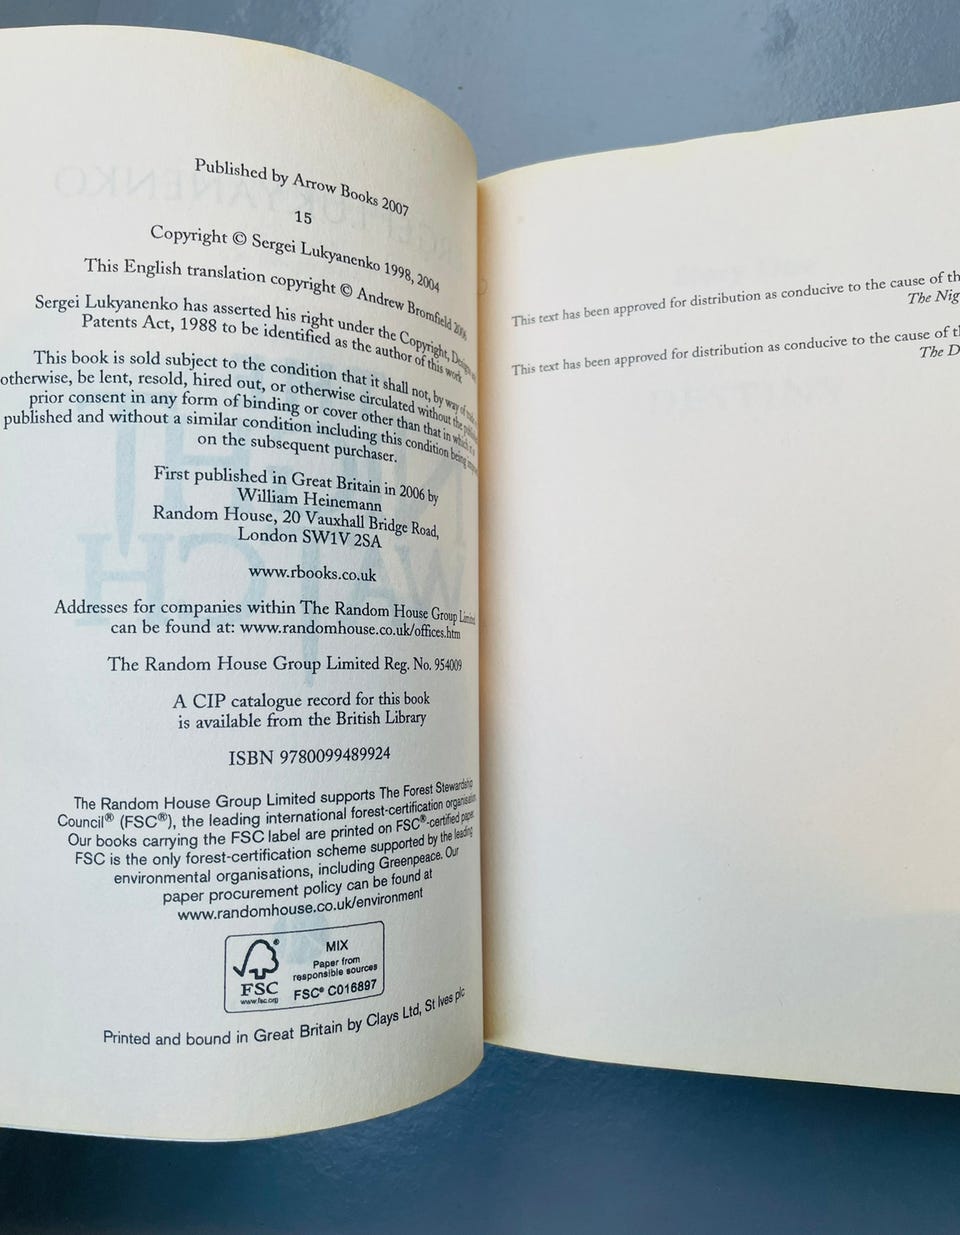 Published by Arrow Books 2007
15
Copyright © Sergei Lukyanenko 1998, 2004
This English translation copyright © Andrew Bromfield 2006
Sergei Lukyanenko has asserted his right under the Copyright, Designs and
Patents Act, 1988 to be identified as the author of this work
This book is sold subject to the condition that it shall not, by way of trade or
otherwise, be lent, resold, hired out, or otherwise circulated without the
prior consent in any form of binding or cover other than that in which it is
published and without a similar condition including this condition being
on the subsequent purchaser.
First published in Great Britain in 2006 by
William Heinemann
Random House, 20 Vauxhall Bridge Road,
London SW1V 2SA
www.rbooks.co.uk
Addresses for companies within The Random House Group Limited
can be found at: www.randomhouse.co.uk/offices.htm
The Random House Group Limited Reg. No. 954009
A CIP catalogue record for this book
is available from the British Library
ISBN 9780099489924
The Random House Group Limited supports The Forest Stewardship
Council® (FSC®), the leading international forest-certification organisation.
Our books carrying the FSC label are printed on FSC®-certified paper.
FSC is the only forest-certification scheme supported by the leading
environmental organisations, including Greenpeace. Our
paper procurement policy can be found at
www.randomhouse.co.uk/environment
FSC
www.fsc.org
MIX
Paper from
responsible sources
FSC® C016897
Printed and bound in Great Britain by Clays Ltd, St Ives plc
This text has been approved for distribution as conducive to the cause of th
The Nig
This text has been approved for distribution as conducive to the cause of t
The D